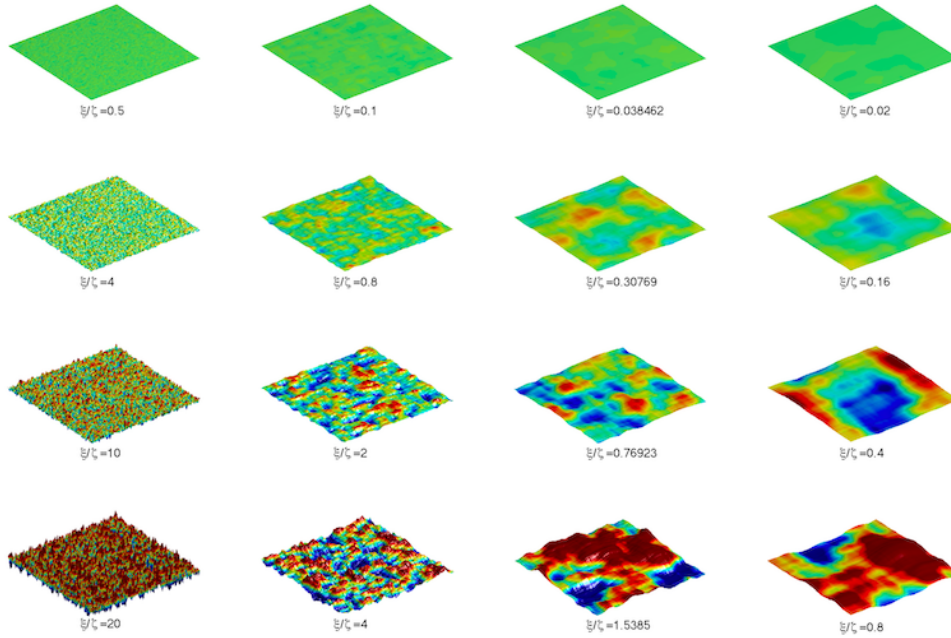 ξ/ζ =0.5
ξ/ζ =0.1
ξ/ζ =0.038462
ξ/ζ =0.02
ξ/ζ =4
ξ/ζ =0.8
ξ/ζ =0.30769
ξ/ζ =0.16
ξ/ζ =10
ξ/ζ =2
ξ/ζ =0.76923
ξ/ζ =0.4
ξ/ζ =20
ξ/ζ =4
ξ/ζ =1.5385
ξ/ζ =0.8